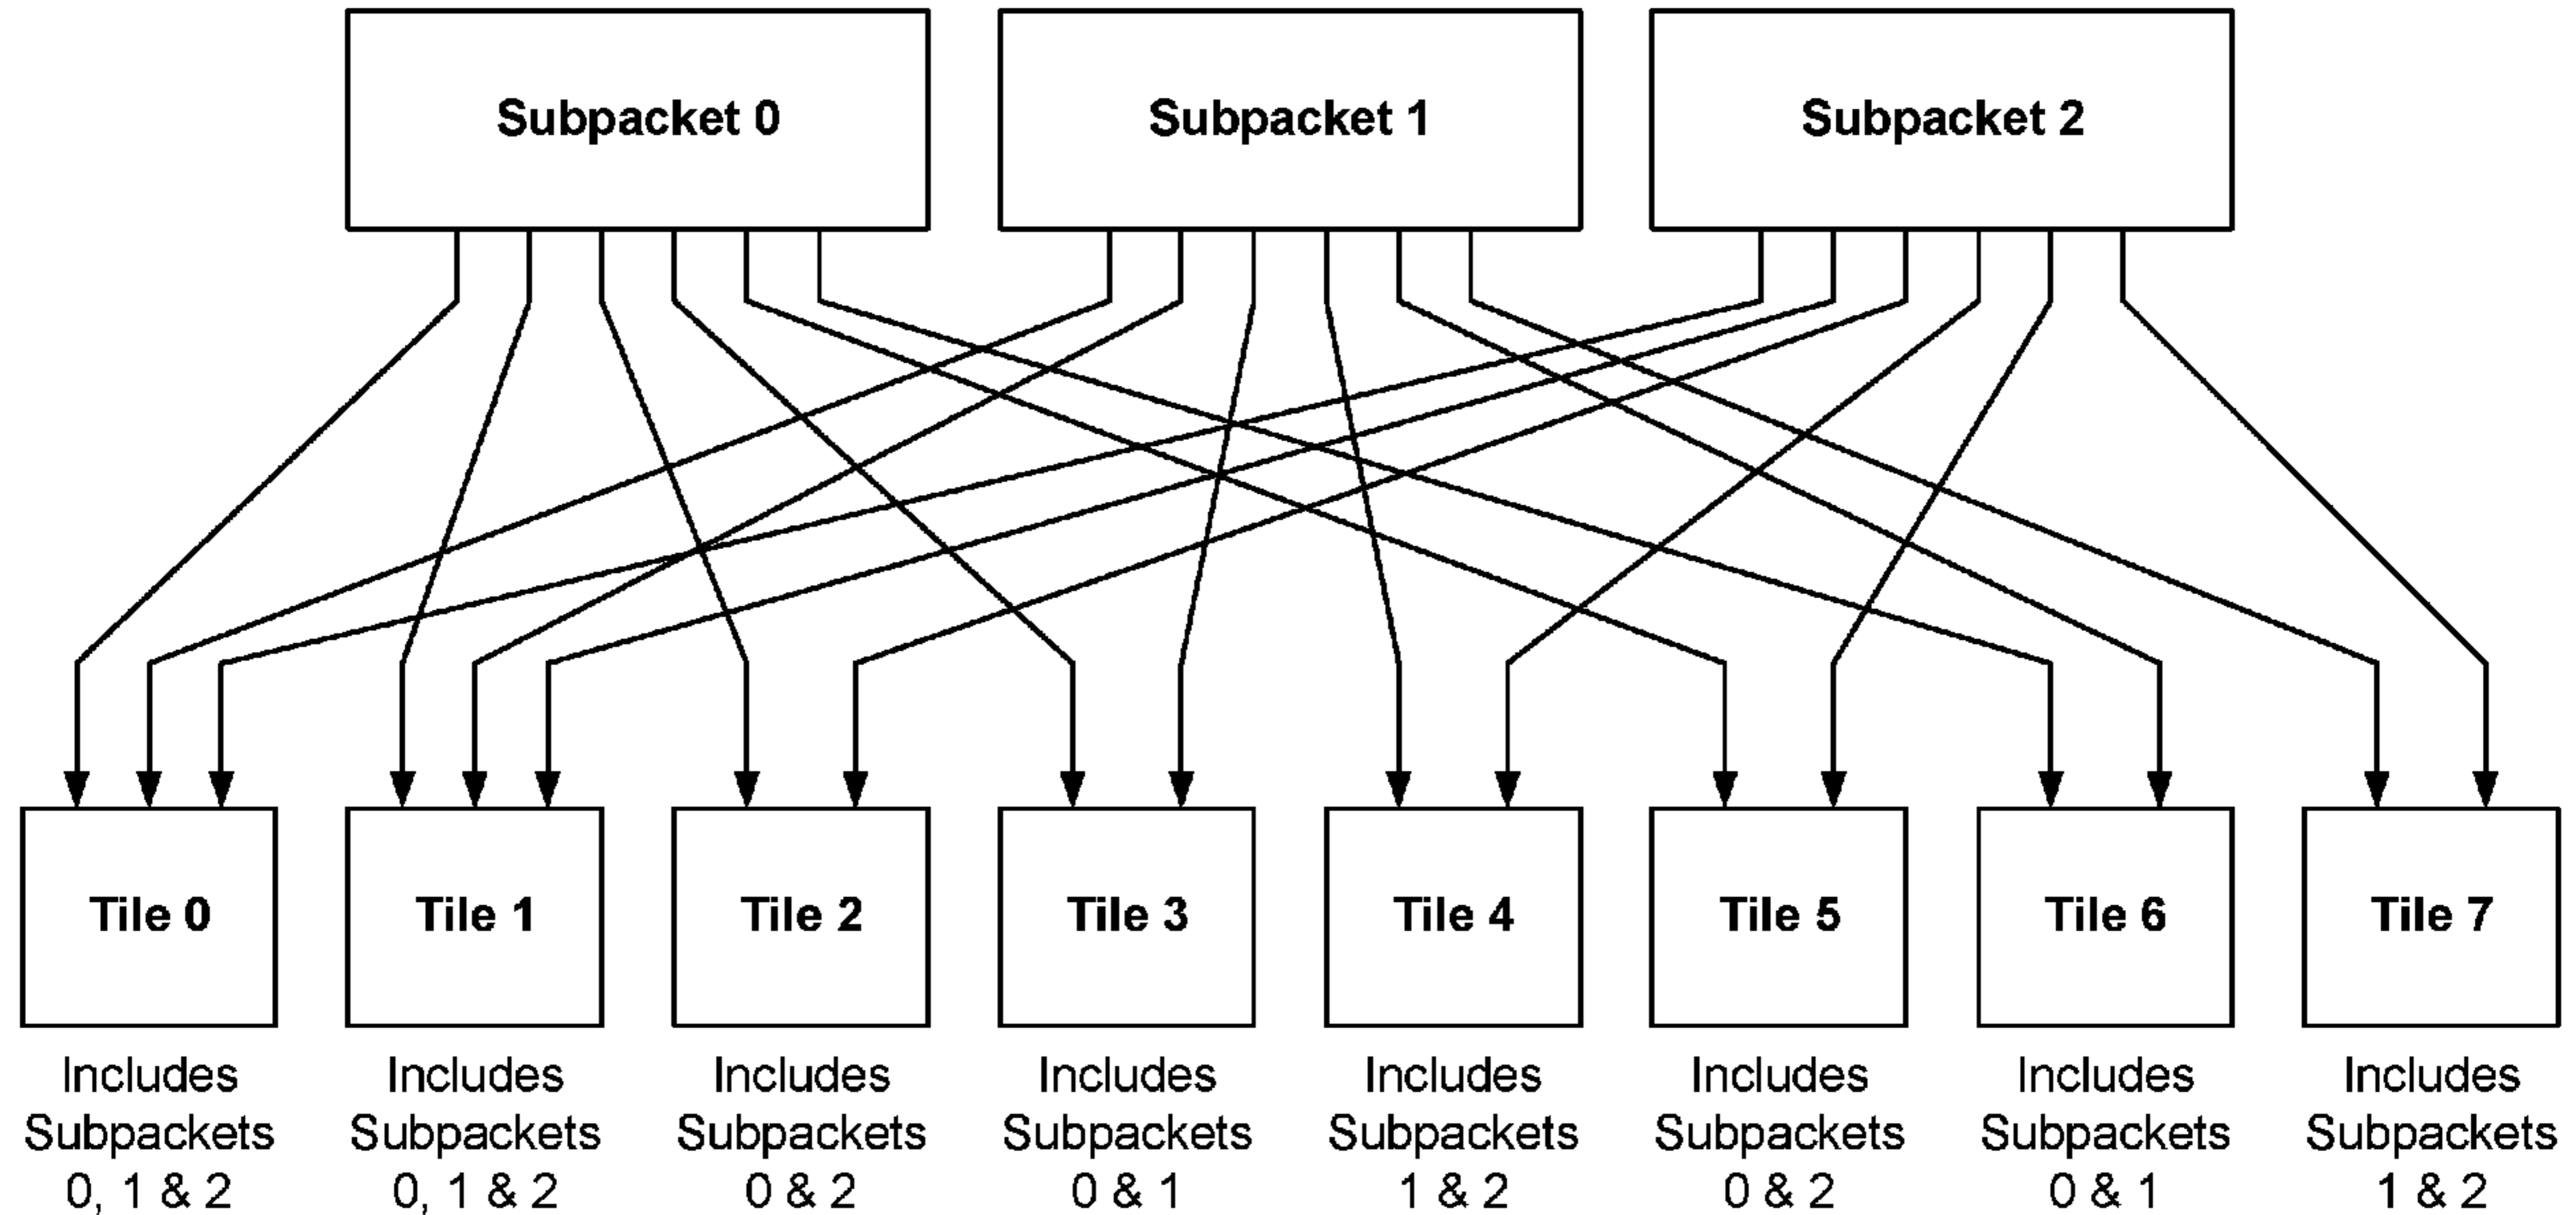 Subpacket 0
Subpacket 1
Subpacket 2
Tile 0
Tile 1
Tile 2
Tile 3
Tile 4
Tile 5
Tile 6
Tile 7
Includes
Subpackets
0, 1 & 2
Includes
Subpackets
0, 1 & 2
Includes
Subpackets
0 & 2
Includes
Subpackets
0 & 1
Includes
Subpackets
1 & 2
Includes
Subpackets
0 & 2
Includes
Subpackets
0 & 1
Includes
Subpackets
1 & 2